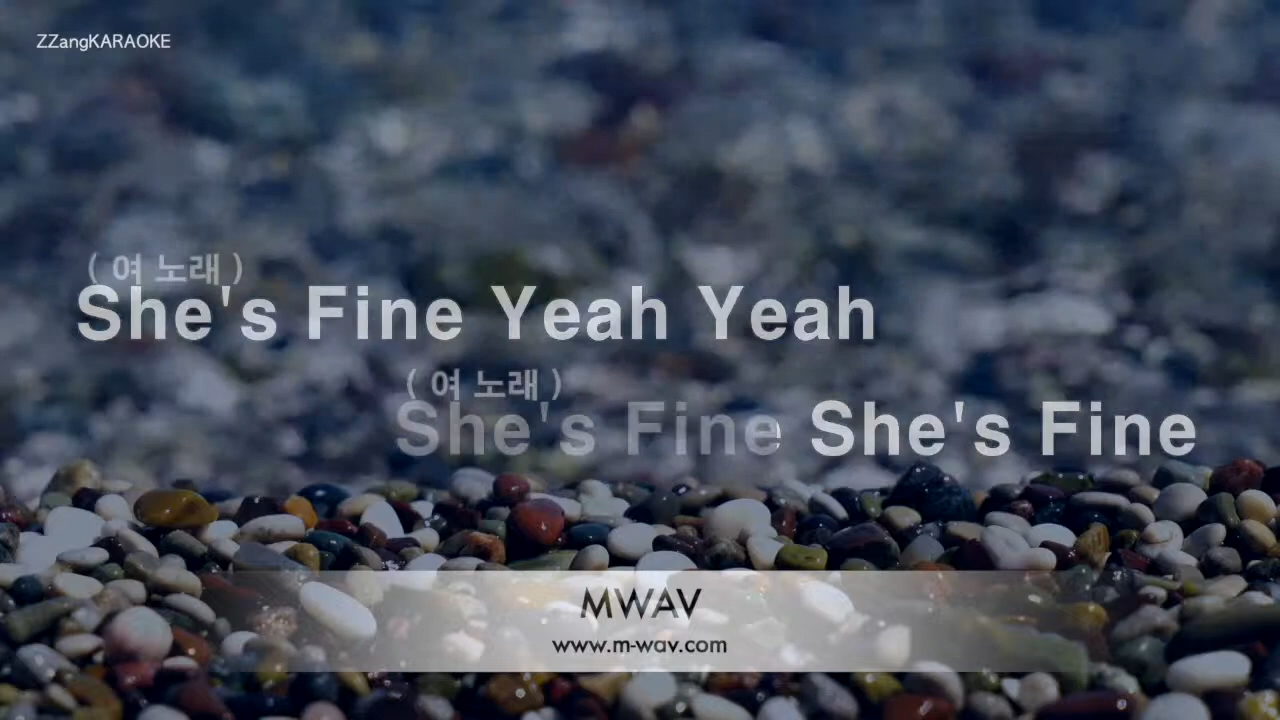 ZZangKARAOKE
( 여 노래 )
She's Fine Yeah Yeah
( 여 노래 )
She's Fine She's Fine
MWAV
www.m-wav.com